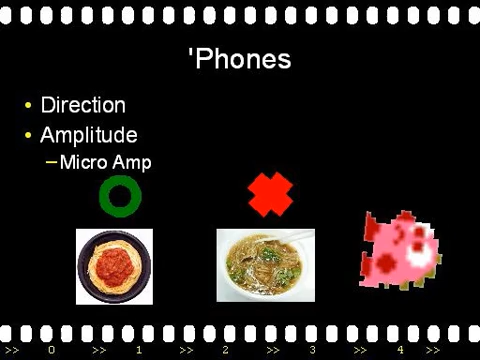 'Phones
Direction
Amplitude
–Micro Amp
>> 0 >> 1 >> 2 >> 3 >> 4 >>